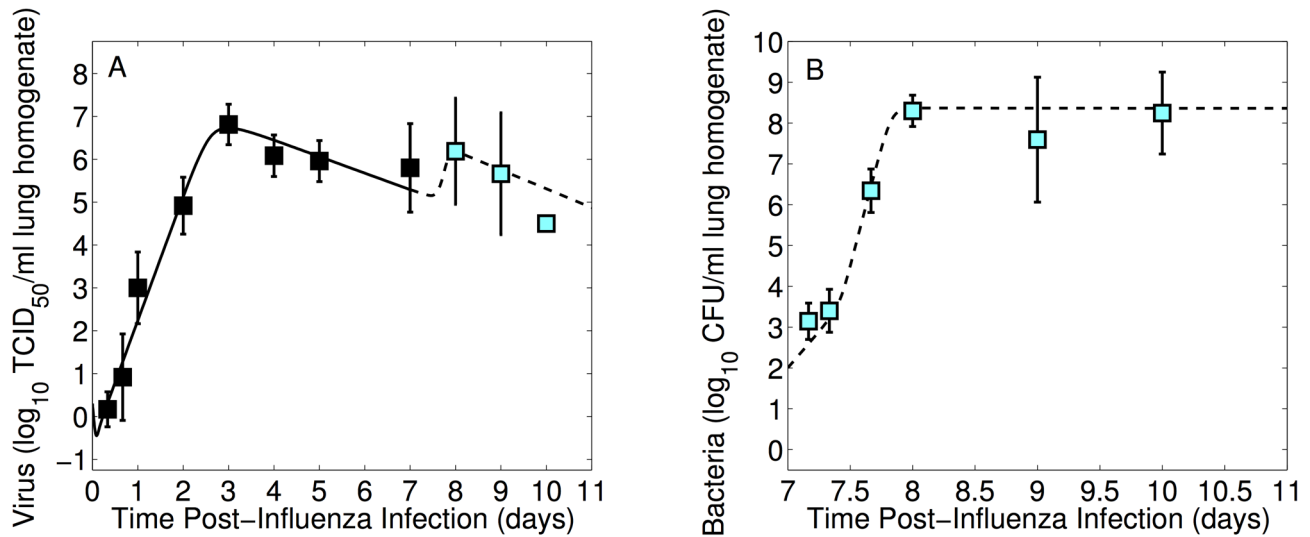 A
Virus (log10 TCID50/ml lung homogenate)
8
7
6
5
4
3
2
1
0
−1
0 1 2 3 4 5 6 7 8 9 10 11
Time Post−Influenza Infection (days)
B
Bacteria (log10 CFU/ml lung homogenate)
10
9
8
7
6
5
4
3
2
1
0
7 7.5 8 8.5 9 9.5 10 10.5 11
Time Post−Influenza Infection (days)